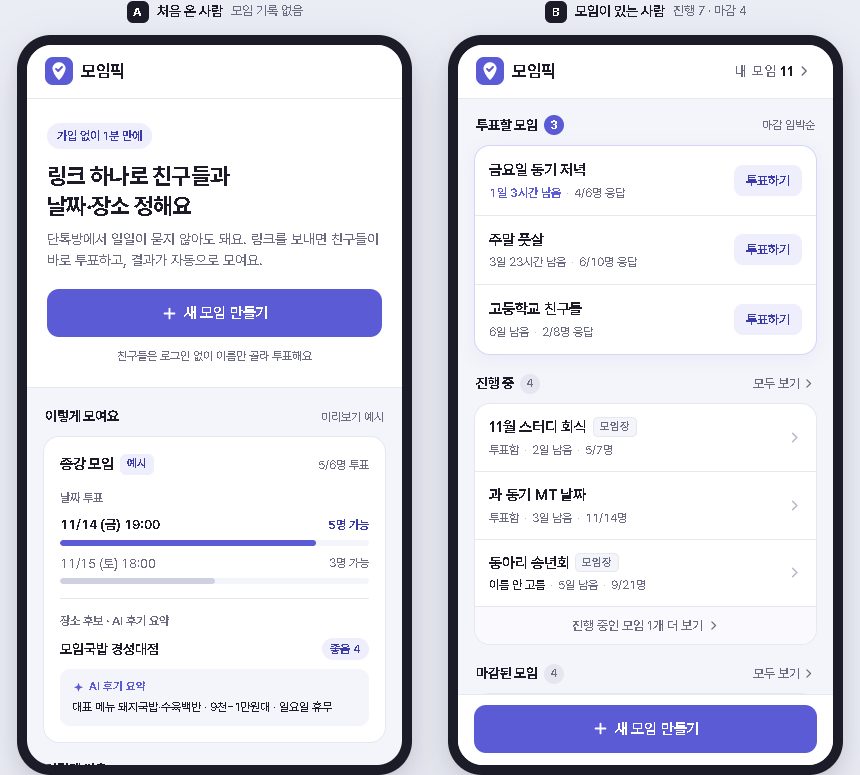 A 처음 온 사람 모임 기록 없음
모임픽
가입 없이 1분 만에
링크 하나로 친구들과
날짜·장소 정해요
단톡방에서 일일이 묻지 않아도 돼요. 링크를 보내면 친구들이
바로 투표하고, 결과가 자동으로 모여요.
+ 새 모임 만들기
친구들은 로그인 없이 이름만 골라 투표해요
이렇게 모여요 미리보기 예시
종강 모임 예시 5/6명 투표
날짜 투표
11/14 (금) 19:00 5명 가능
11/15 (토) 18:00 3명 가능
장소 후보 · AI 후기 요약
모임국밥 경성대점 좋음 4
AI 후기 요약
대표 메뉴 돼지국밥·수육백반 · 9천~1만원대 · 일요일 휴무
B 모임이 있는 사람 진행 7 · 마감 4
모임픽 내 모임 11 >
투표할 모임 3 마감 임박순
금요일 동기 저녁
1일 3시간 남음 · 4/6명 응답 투표하기
주말 풋살
3일 23시간 남음 · 6/10명 응답 투표하기
고등학교 친구들
6일 남음 · 2/8명 응답 투표하기
진행 중 4 모두 보기 >
11월 스터디 회식 모임장
투표함 · 2일 남음 · 5/7명
과 동기 MT 날짜
투표함 · 3일 남음 · 11/14명
동아리 송년회 모임장
이름 안 고름 · 5일 남음 · 9/21명
진행 중인 모임 1개 더 보기 >
마감된 모임 4 모두 보기 >
+ 새 모임 만들기